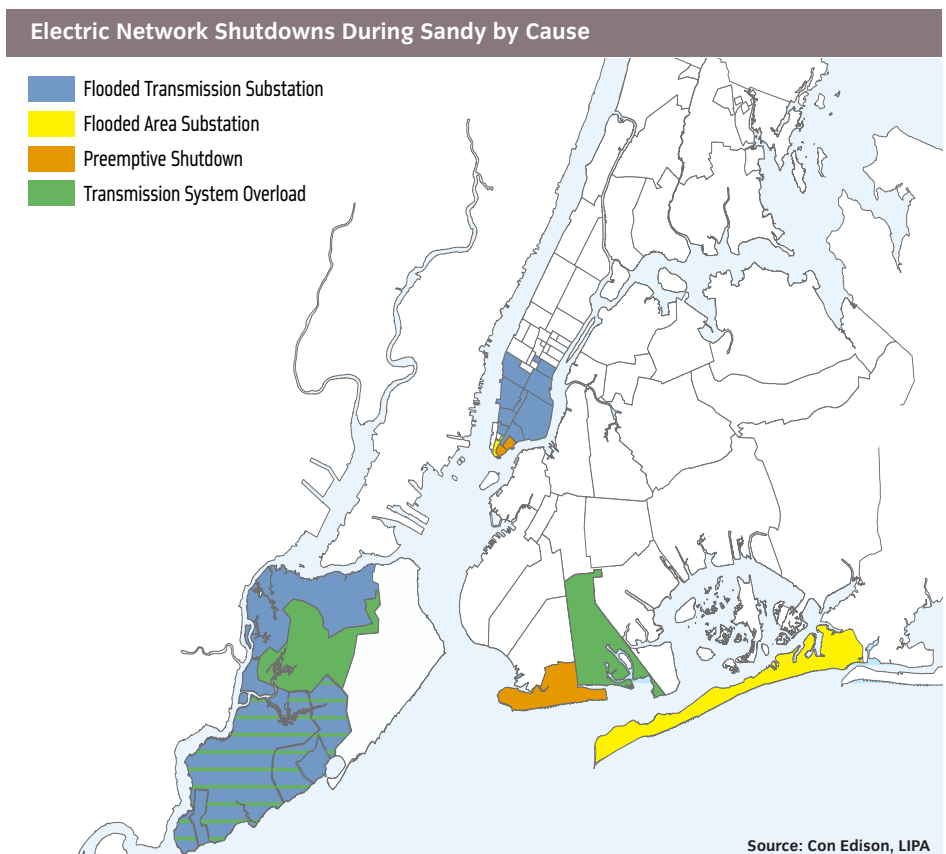 Electric Network Shutdowns During Sandy by Cause
Flooded Transmission Substation
Flooded Area Substation
Preemptive Shutdown
Transmission System Overload
Source: Con Edison, LIPA